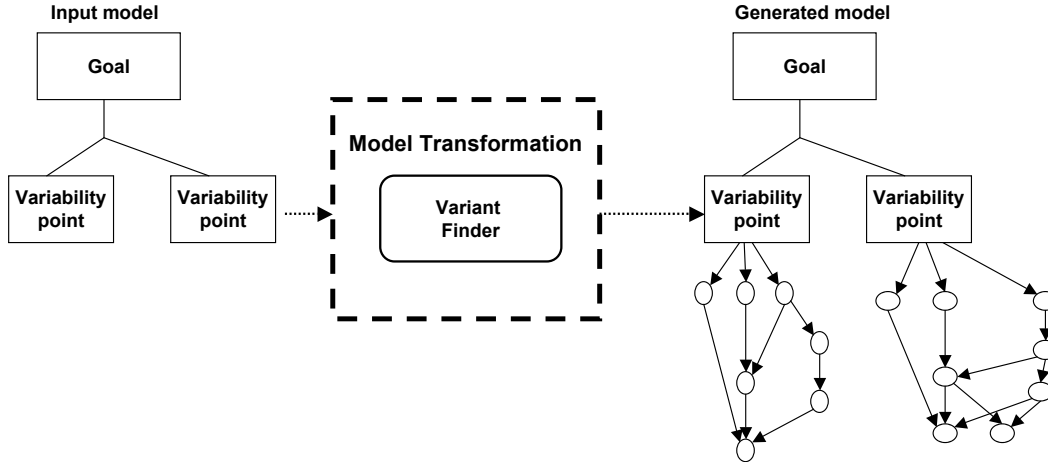 Input model
Goal
Variability
point
Variability
point
Model Transformation
Variant
Finder
Generated model
Goal
Variability
point
Variability
point